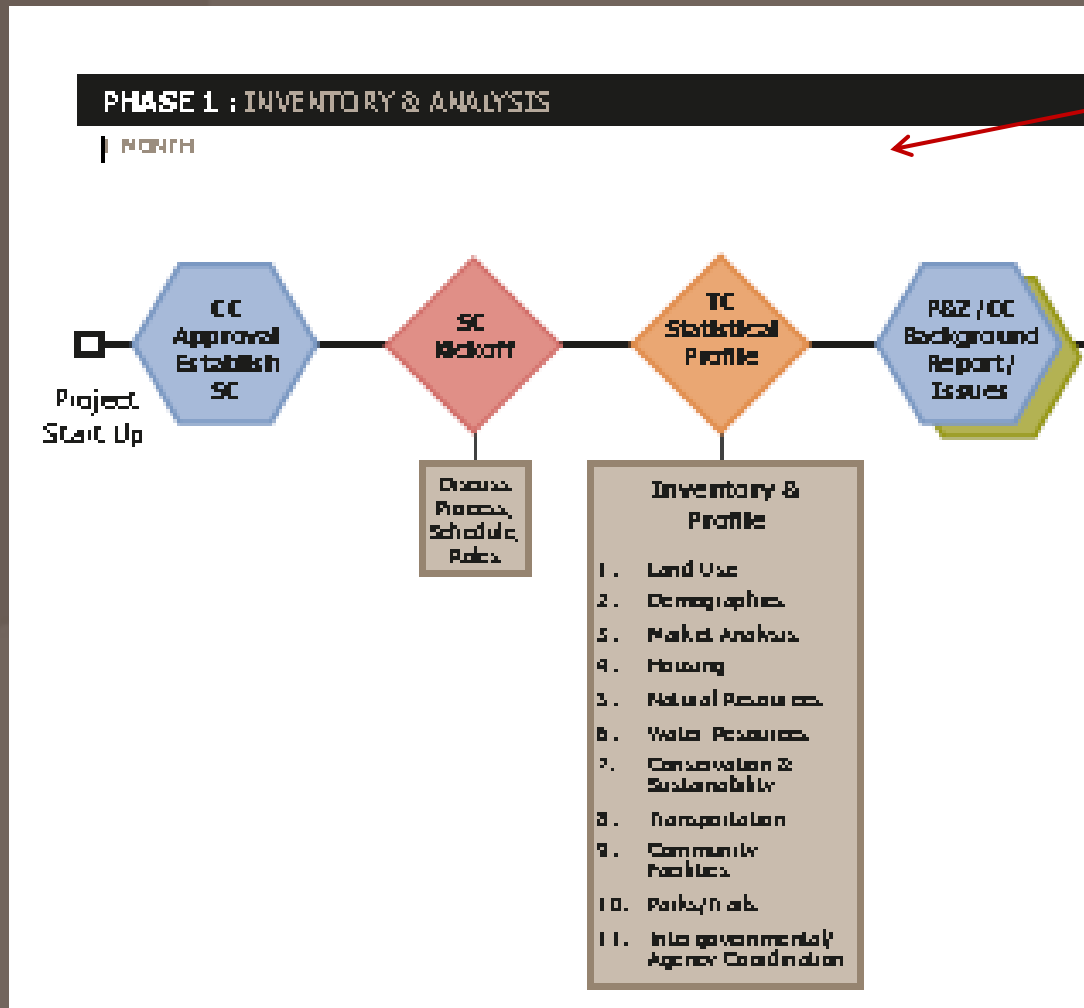 PHASE 1 : INVENTORY & ANALYSIS
MONTH
CC
Approval
Establish
SC
SC
Kickoff
TC
Statistical
Profile
P&Z / CC
Background
Report/
Issues
Project
Start Up
Discuss
Process,
Schedule,
Roles
Inventory &
Profile
1. Land Use
2. Demographics
3. Market Analysis
4. Housing
5. Natural Resources
6. Water Resources
7. Conservation &
Sustainability
8. Transportation
9. Community
Facilities
10. Parks/Trails
11. Intergovernmental/
Agency Coordination